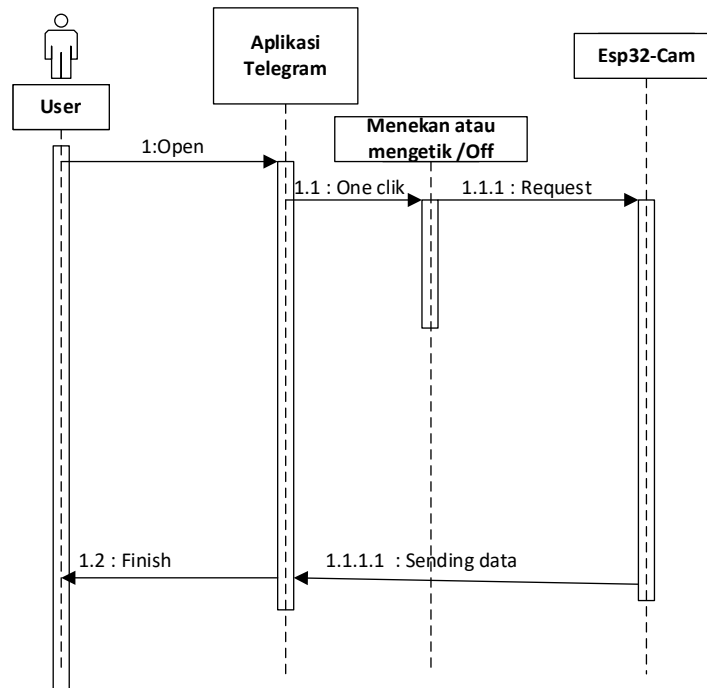 Aplikasi
Telegram
Esp32-Cam
User
Menekan atau
mengetik /Off
1:Open
1.1 : One clik
1.1.1 : Request
1.2 : Finish
1.1.1.1 : Sending data